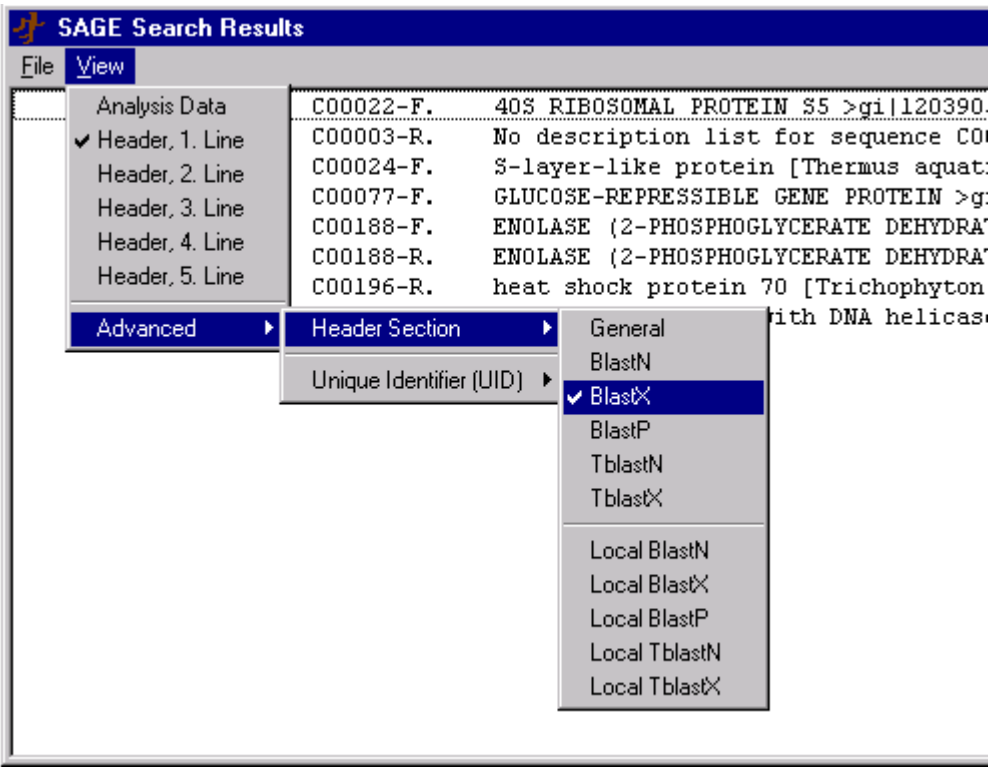 SAGE Search Results
File View
Analysis Data
Header, 1. Line
Header, 2. Line
Header, 3. Line
Header, 4. Line
Header, 5. Line
Advanced
C00022-F. 40S RIBOSOMAL PROTEIN S5 >gi|120390
C00003-R. No description list for sequence C0
C00024-F. S-layer-like protein [Thermus aquat
C00077-F. GLUCOSE-REPRESSIBLE GENE PROTEIN >g
C00188-F. ENOLASE (2-PHOSPHOGLYCERATE DEHYDRAT
C00188-R. ENOLASE (2-PHOSPHOGLYCERATE DEHYDRAT
C00196-R. heat shock protein 70 [Trichophyton
with DNA helicase
Header Section
Unique Identifier (UID)
General
BlastN
BlastX
BlastP
TblastN
TblastX
Local BlastN
Local BlastX
Local BlastP
Local TblastN
Local TblastX